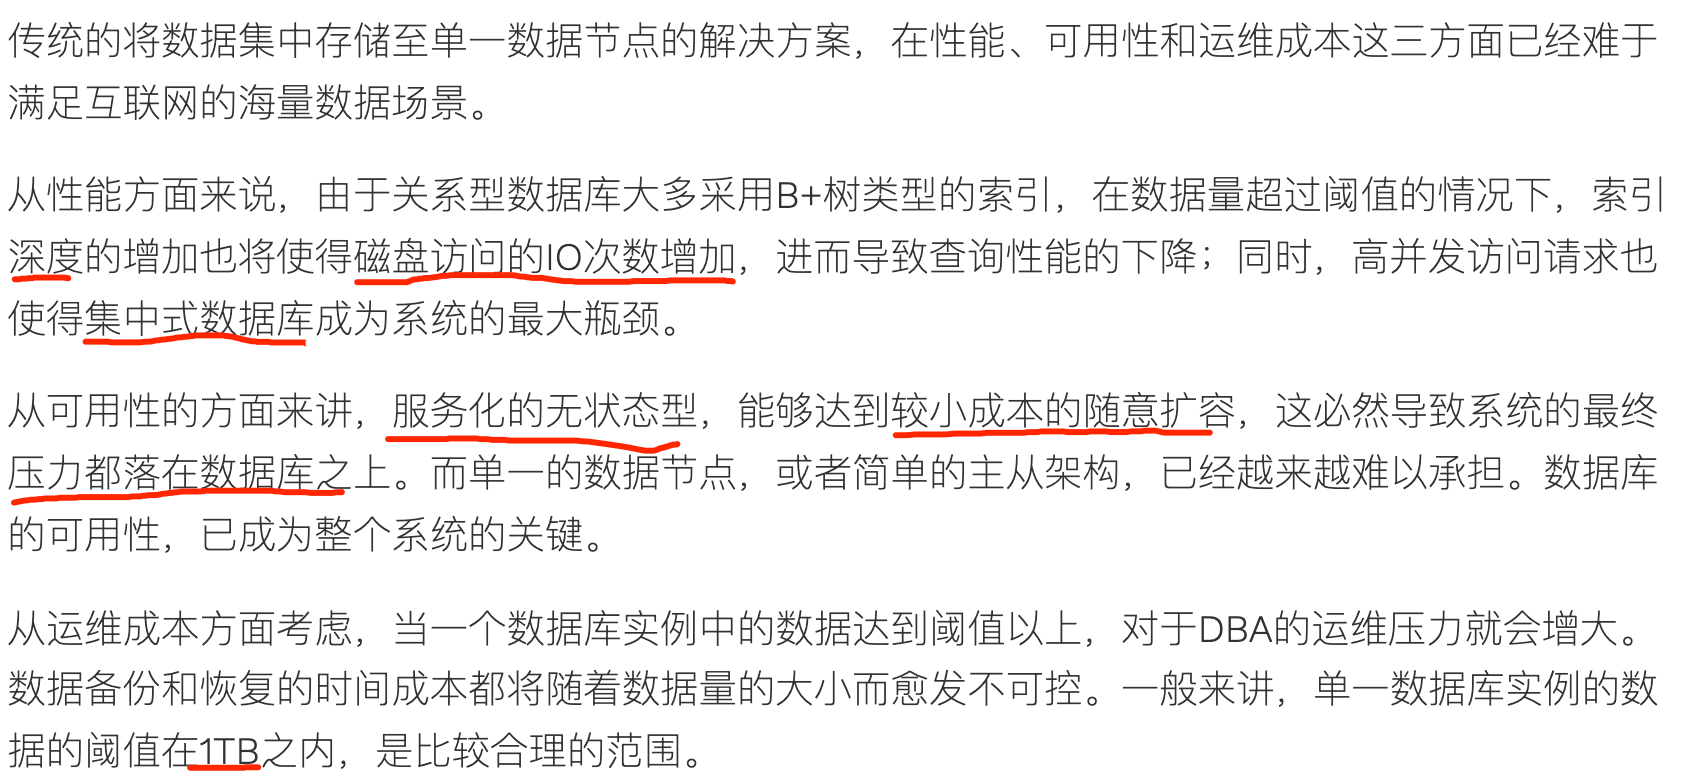 传统的将数据集中存储至单一数据节点的解决方案，在性能、可用性和运维成本这三方面已经难于
满足互联网的海量数据场景。
从性能方面来说，由于关系型数据库大多采用B+树类型的索引，在数据量超过阈值的情况下，索引
深度的增加也将使得磁盘访问的IO次数增加，进而导致查询性能的下降；同时，高并发访问请求也
使得集中式数据库成为系统的最大瓶颈。
从可用性的方面来讲，服务化的无状态型，能够达到较小成本的随意扩容，这必然导致系统的最终
压力都落在数据库之上。而单一的数据节点，或者简单的主从架构，已经越来越难以承担。数据库
的可用性，已成为整个系统的关键。
从运维成本方面考虑，当一个数据库实例中的数据达到阈值以上，对于DBA的运维压力就会增大。
数据备份和恢复的时间成本都将随着数据量的大小而愈发不可控。一般来讲，单一数据库实例的数
据的阈值在1TB之内，是比较合理的范围。